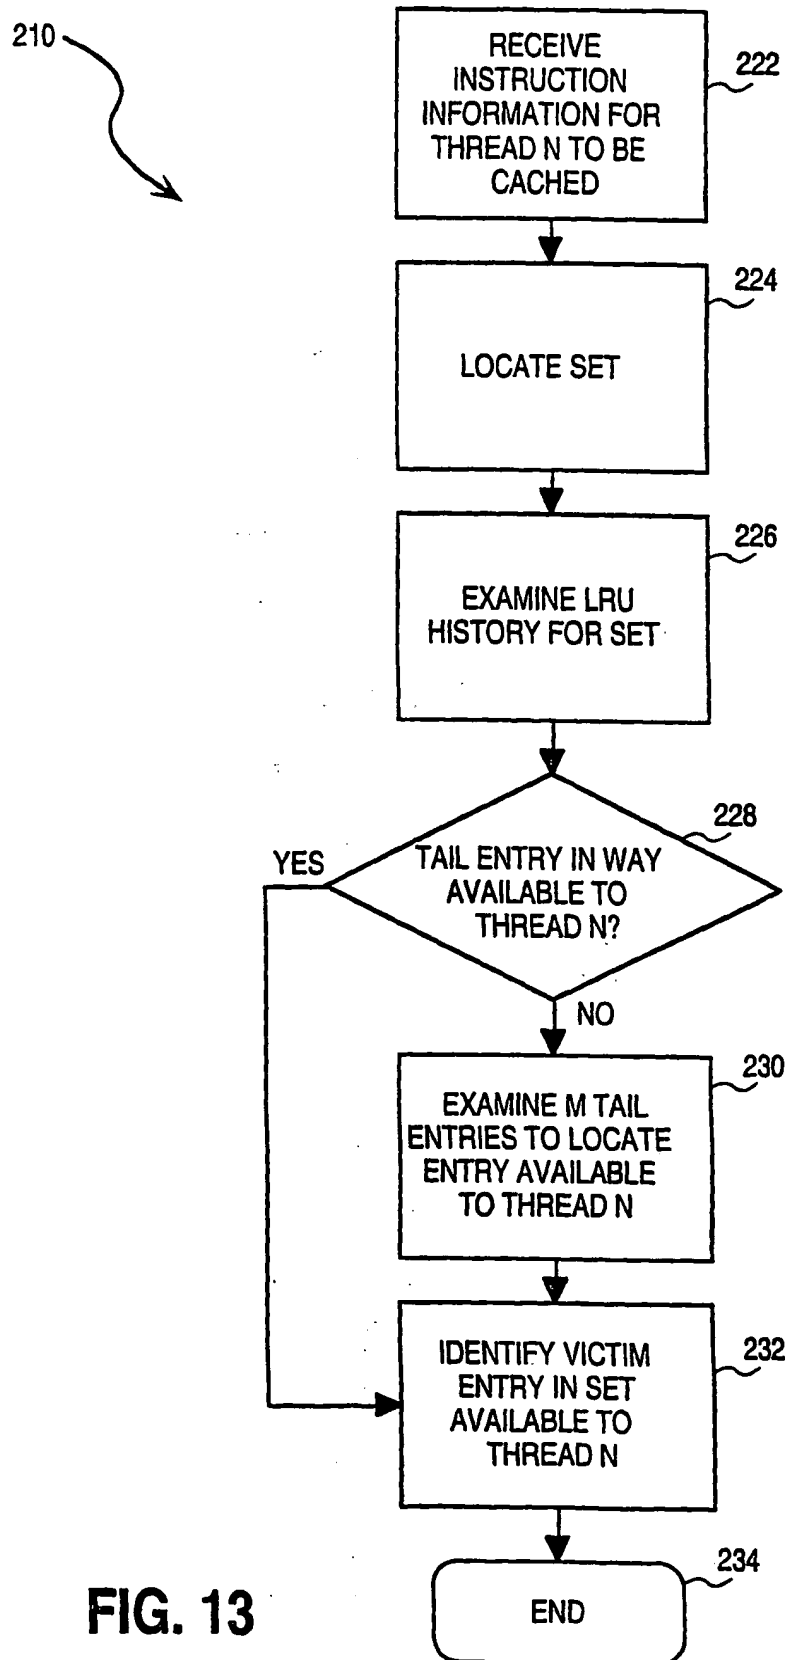 210
RECEIVE
INSTRUCTION
INFORMATION FOR
THREAD N TO BE
CACHED
222
LOCATE SET
224
EXAMINE LRU
HISTORY FOR SET
226
TAIL ENTRY IN WAY
AVAILABLE TO
THREAD N?
228
YES
NO
EXAMINE M TAIL
ENTRIES TO LOCATE
ENTRY AVAILABLE
TO THREAD N
230
IDENTIFY VICTIM
ENTRY IN SET
AVAILABLE TO
THREAD N
232
END
234
FIG. 13